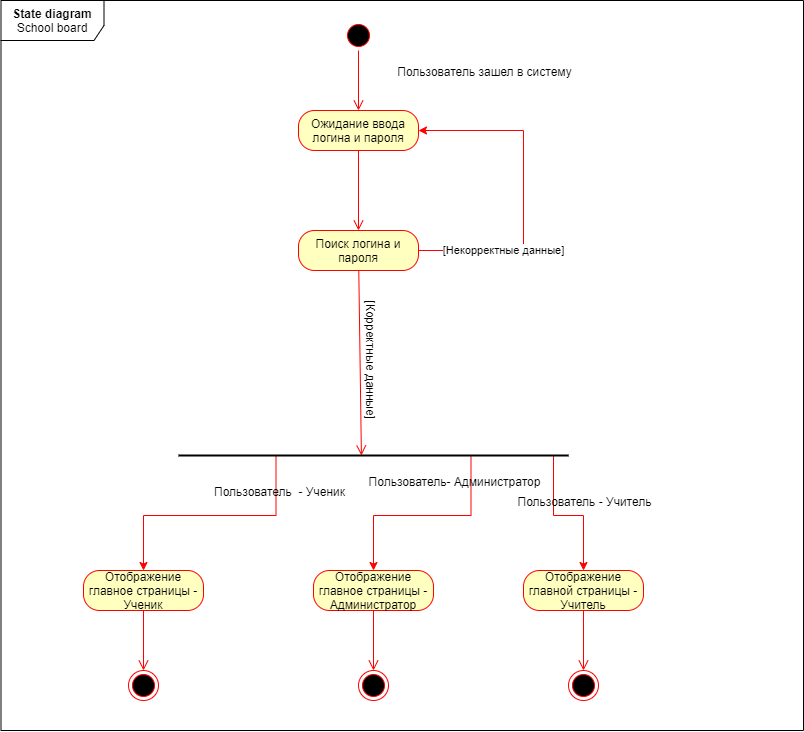 State diagram
School board
Пользователь зашел в систему
Ожидание ввода
логина и пароля
Поиск логина и
пароля
[Некорректные данные]
[Корректные данные]
Пользователь - Ученик
Пользователь- Администратор
Пользователь - Учитель
Отображение
главное страницы -
Ученик
Отображение
главное страницы -
Администратор
Отображение
главной страницы -
Учитель